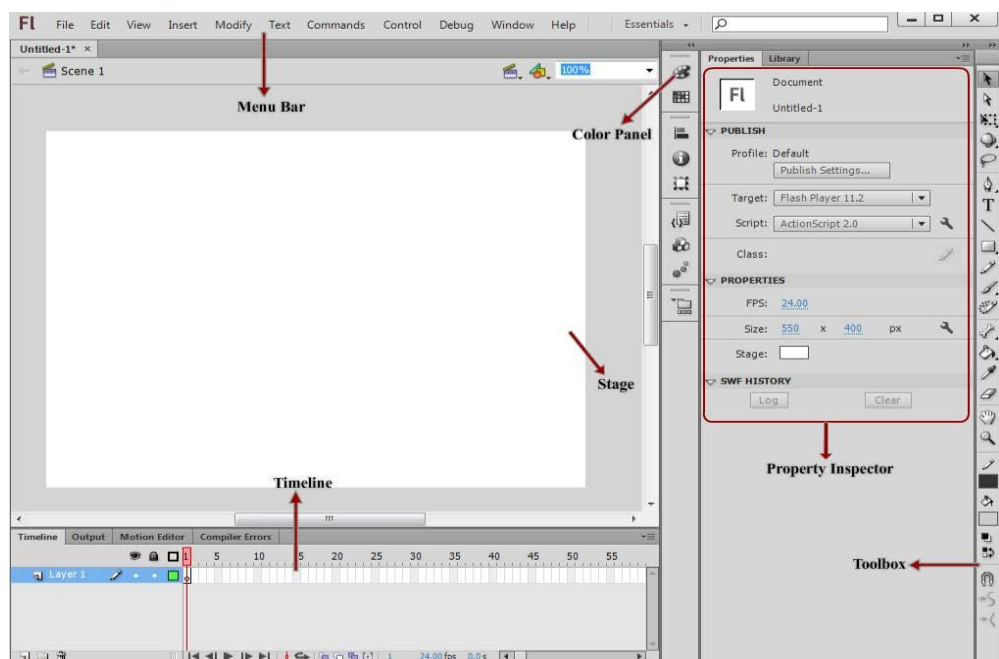 Fl File Edit View Insert Modify Text Commands Control Debug Window Help Essentials
Untitled-1* ×
Scene 1 100%
Menu Bar
Color Panel
Stage
Timeline
Properties Library
Fl Document
Untitled-1
PUBLISH
Profile: Default
Publish Settings...
Target: Flash Player 11.2
Script: ActionScript 2.0
Class:
PROPERTIES
FPS: 24.00
Size: 550 x 400 px
Stage:
SWF HISTORY
Log Clear
Property Inspector
Toolbox
T
Timeline Output Motion Editor Compiler Errors
1 5 10 15 20 25 30 35 40 45 50 55
Layer 1
1 24.00 fps 0.0 s